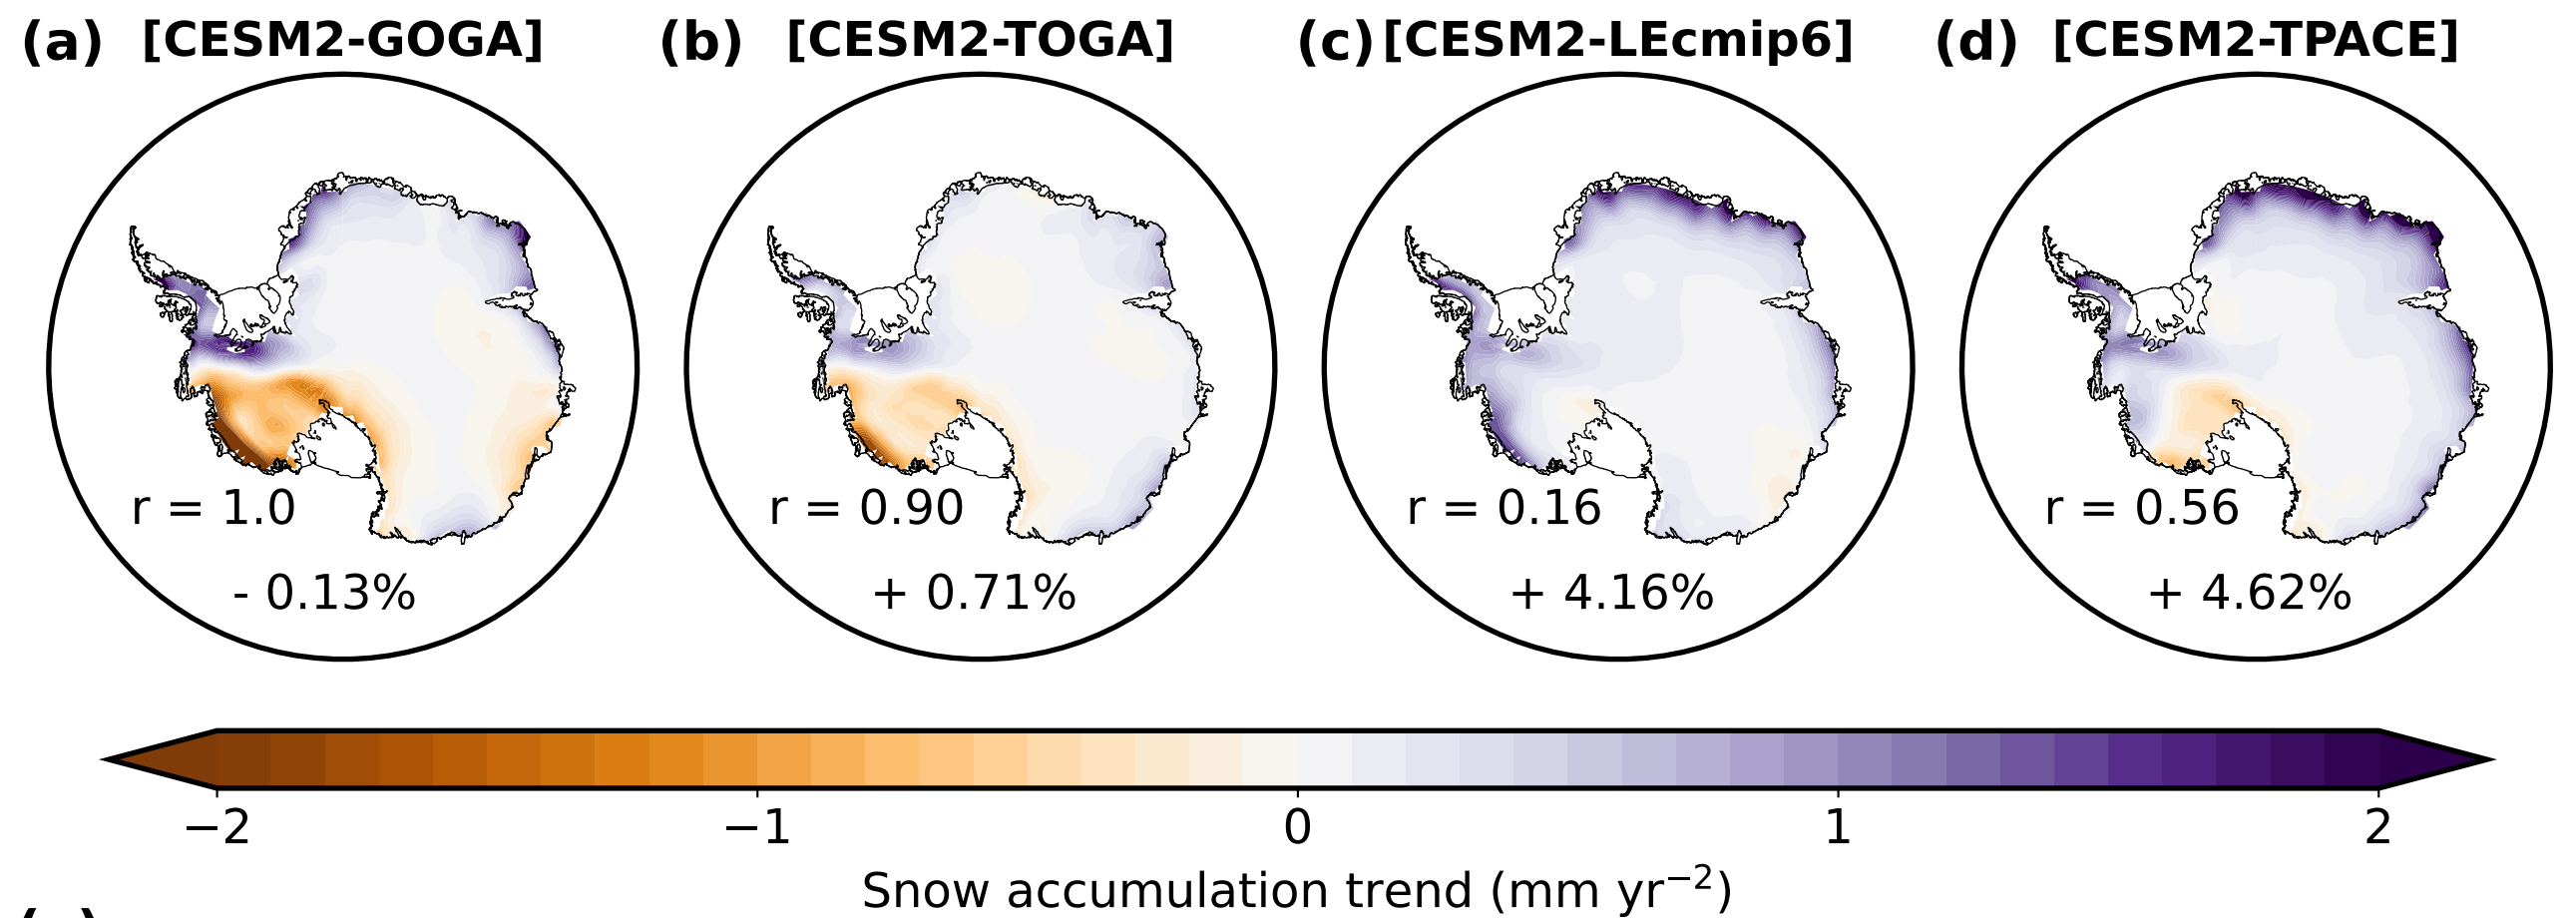 (a) [CESM2-GOGA] (b) [CESM2-TOGA] (c) [CESM2-LEcmip6] (d) [CESM2-TPACE]
r = 1.0 r = 0.90 r = 0.16 r = 0.56
- 0.13% + 0.71% + 4.16% + 4.62%
−2 −1 0 1 2
Snow accumulation trend (mm yr⁻²)